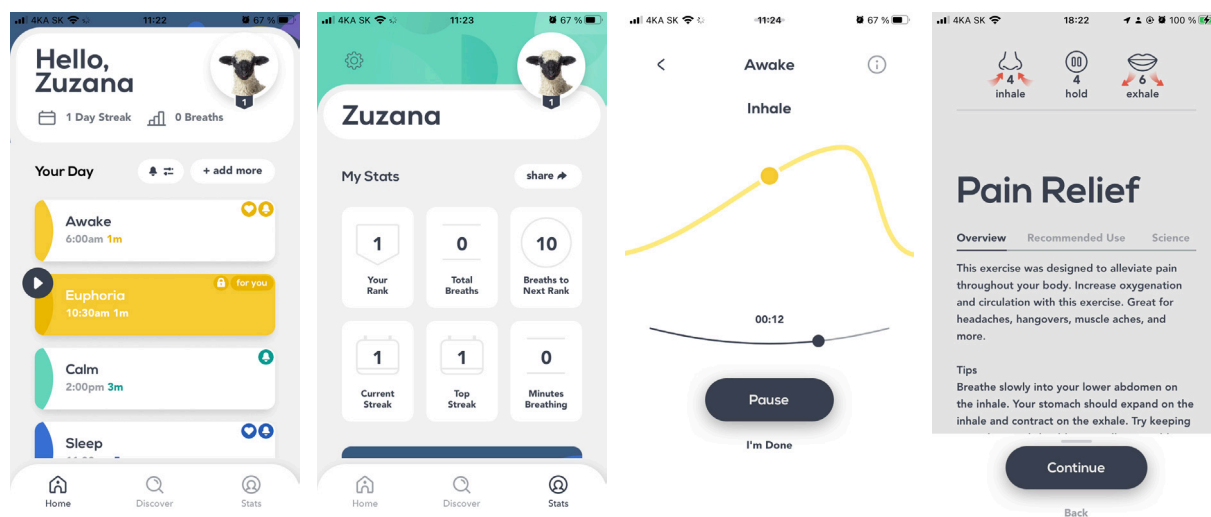 4KA SK
11:22
67 %
Hello,
Zuzana
1
1 Day Streak
0 Breaths
Your Day
+ add more
Awake
6:00am 1m
for you
Euphoria
10:30am 1m
Calm
2:00pm 3m
Sleep
Home
Discover
Stats
4KA SK
11:23
67 %
1
Zuzana
My Stats
share
1
Your
Rank
0
Total
Breaths
10
Breaths to
Next Rank
1
Current
Streak
1
Top
Streak
0
Minutes
Breathing
Home
Discover
Stats
4KA SK
11:24
67 %
Awake
Inhale
00:12
Pause
I'm Done
4KA SK
18:22
100 %
4
inhale
4
hold
6
exhale
Pain Relief
Overview
Recommended Use
Science
This exercise was designed to alleviate pain
throughout your body. Increase oxygenation
and circulation with this exercise. Great for
headaches, hangovers, muscle aches, and
more.
Tips
Breathe slowly into your lower abdomen on
the inhale. Your stomach should expand on the
inhale and contract on the exhale. Try keeping
Continue
Back